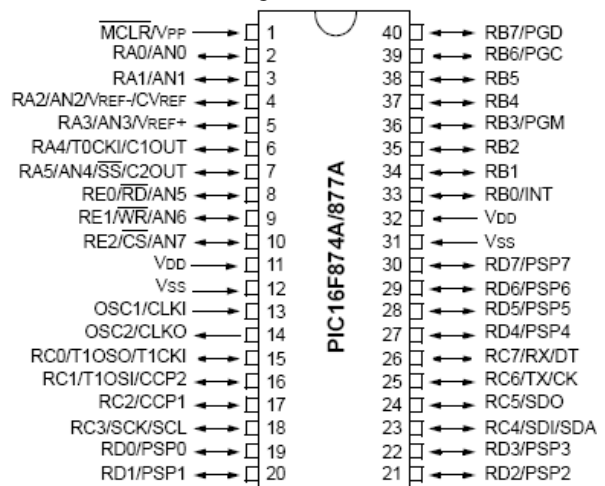 MCLR/VPP 1 40 RB7/PGD
RA0/AN0 2 39 RB6/PGC
RA1/AN1 3 38 RB5
RA2/AN2/VREF-/CVREF 4 37 RB4
RA3/AN3/VREF+ 5 36 RB3/PGM
RA4/T0CKI/C1OUT 6 35 RB2
RA5/AN4/SS/C2OUT 7 34 RB1
RE0/RD/AN5 8 33 RB0/INT
RE1/WR/AN6 9 32 VDD
RE2/CS/AN7 10 31 VSS
VDD 11 30 RD7/PSP7
VSS 12 29 RD6/PSP6
OSC1/CLKI 13 28 RD5/PSP5
OSC2/CLKO 14 27 RD4/PSP4
RC0/T1OSO/T1CKI 15 26 RC7/RX/DT
RC1/T1OSI/CCP2 16 25 RC6/TX/CK
RC2/CCP1 17 24 RC5/SDO
RC3/SCK/SCL 18 23 RC4/SDI/SDA
RD0/PSP0 19 22 RD3/PSP3
RD1/PSP1 20 21 RD2/PSP2
PIC16F874A/877A